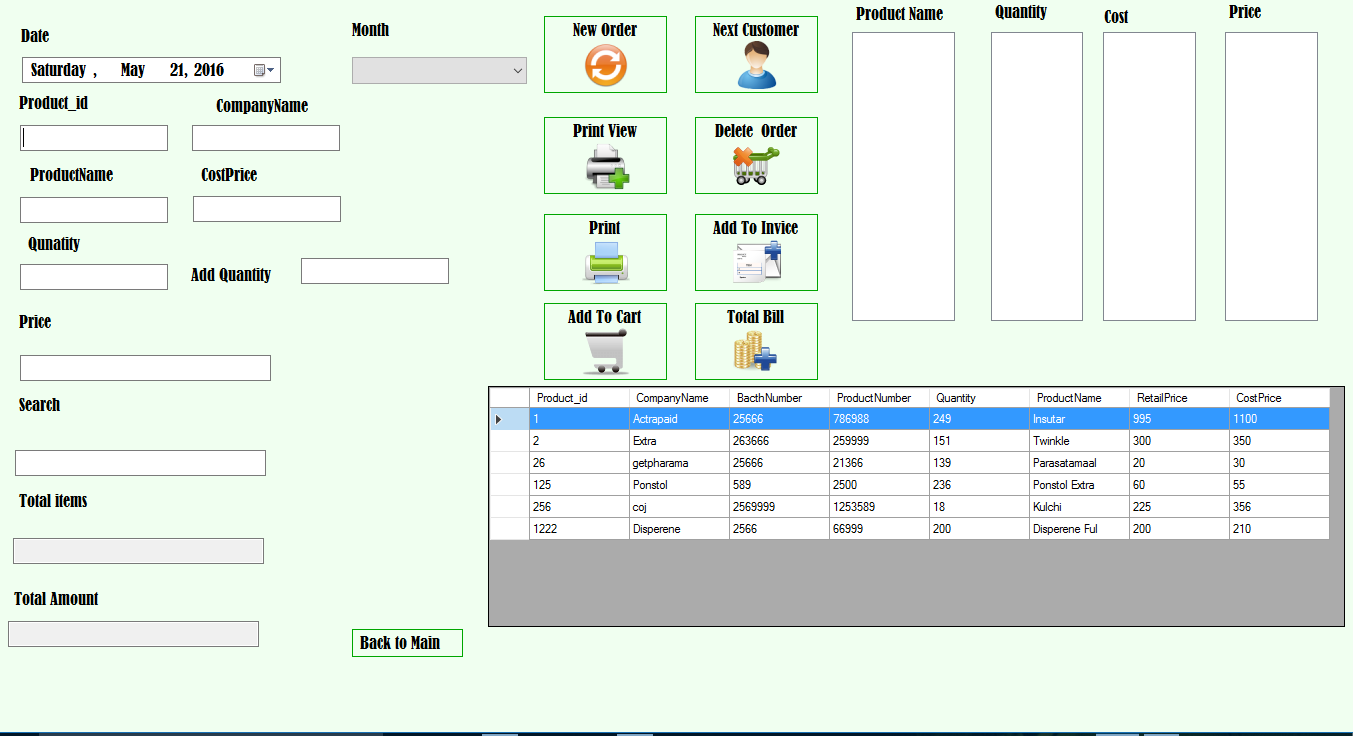 Date
Saturday , May 21, 2016
Month
Product_id
CompanyName
ProductName
CostPrice
Qunatity
Add Quantity
Price
Search
Total items
Total Amount
Back to Main
New Order
Next Customer
Print View
Delete Order
Print
Add To Invice
Add To Cart
Total Bill
Product Name
Quantity
Cost
Price
Product_id CompanyName BacthNumber ProductNumber Quantity ProductName RetailPrice CostPrice
1 Actrapaid 25666 786988 249 Insutar 995 1100
2 Extra 263666 259999 151 Twinkle 300 350
26 getpharama 25666 21366 139 Parasatamaal 20 30
125 Ponstol 589 2500 236 Ponstol Extra 60 55
256 coj 2569999 1253589 18 Kulchi 225 356
1222 Disperene 2566 66999 200 Disperene Ful 200 210